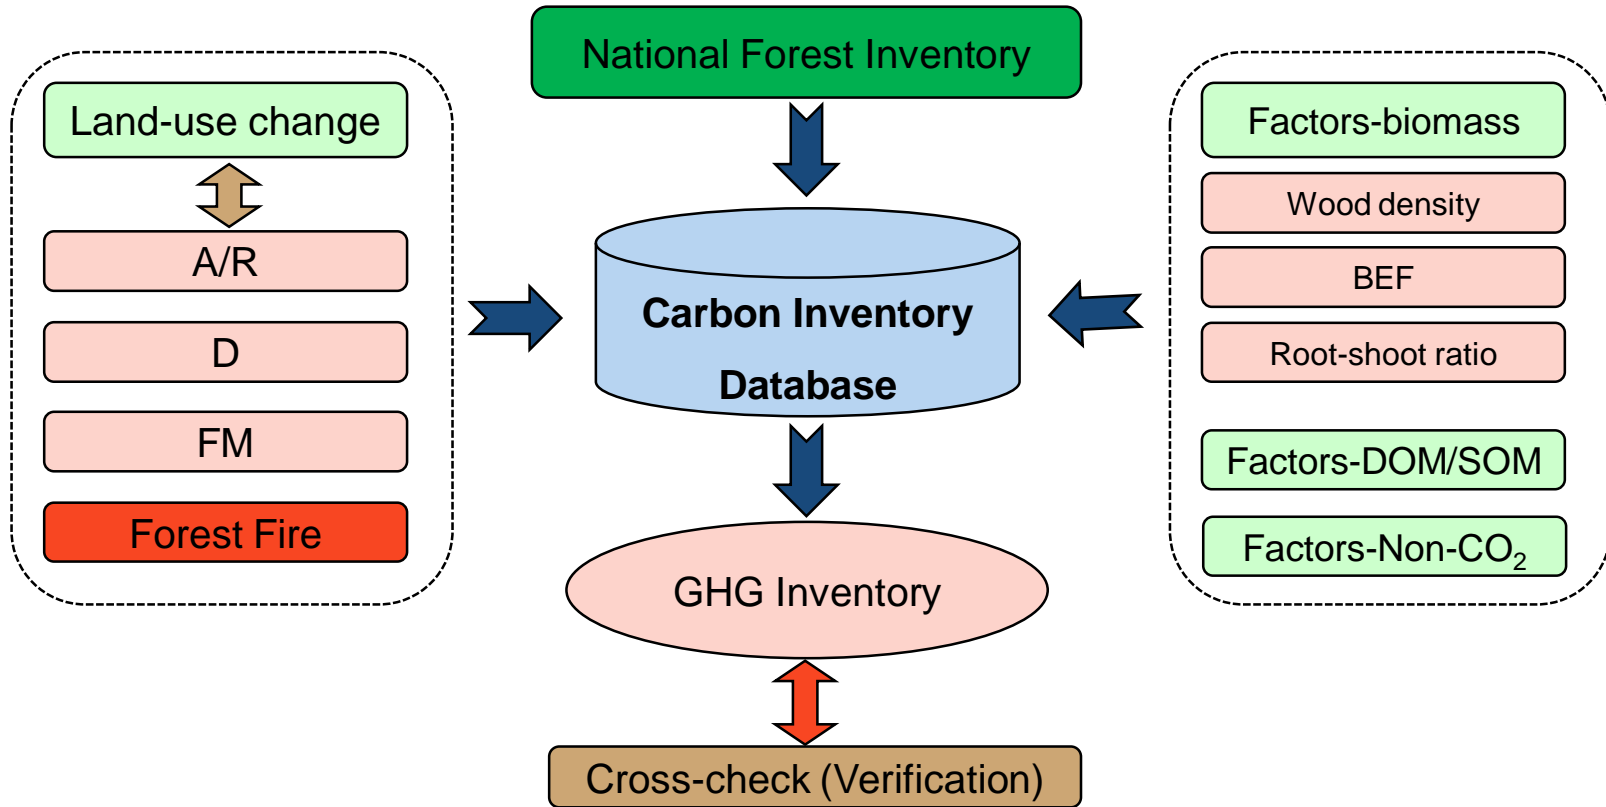 National Forest Inventory
Land-use change
A/R
D
FM
Forest Fire
Carbon Inventory
Database
GHG Inventory
Cross-check (Verification)
Factors-biomass
Wood density
BEF
Root-shoot ratio
Factors-DOM/SOM
Factors-Non-CO₂